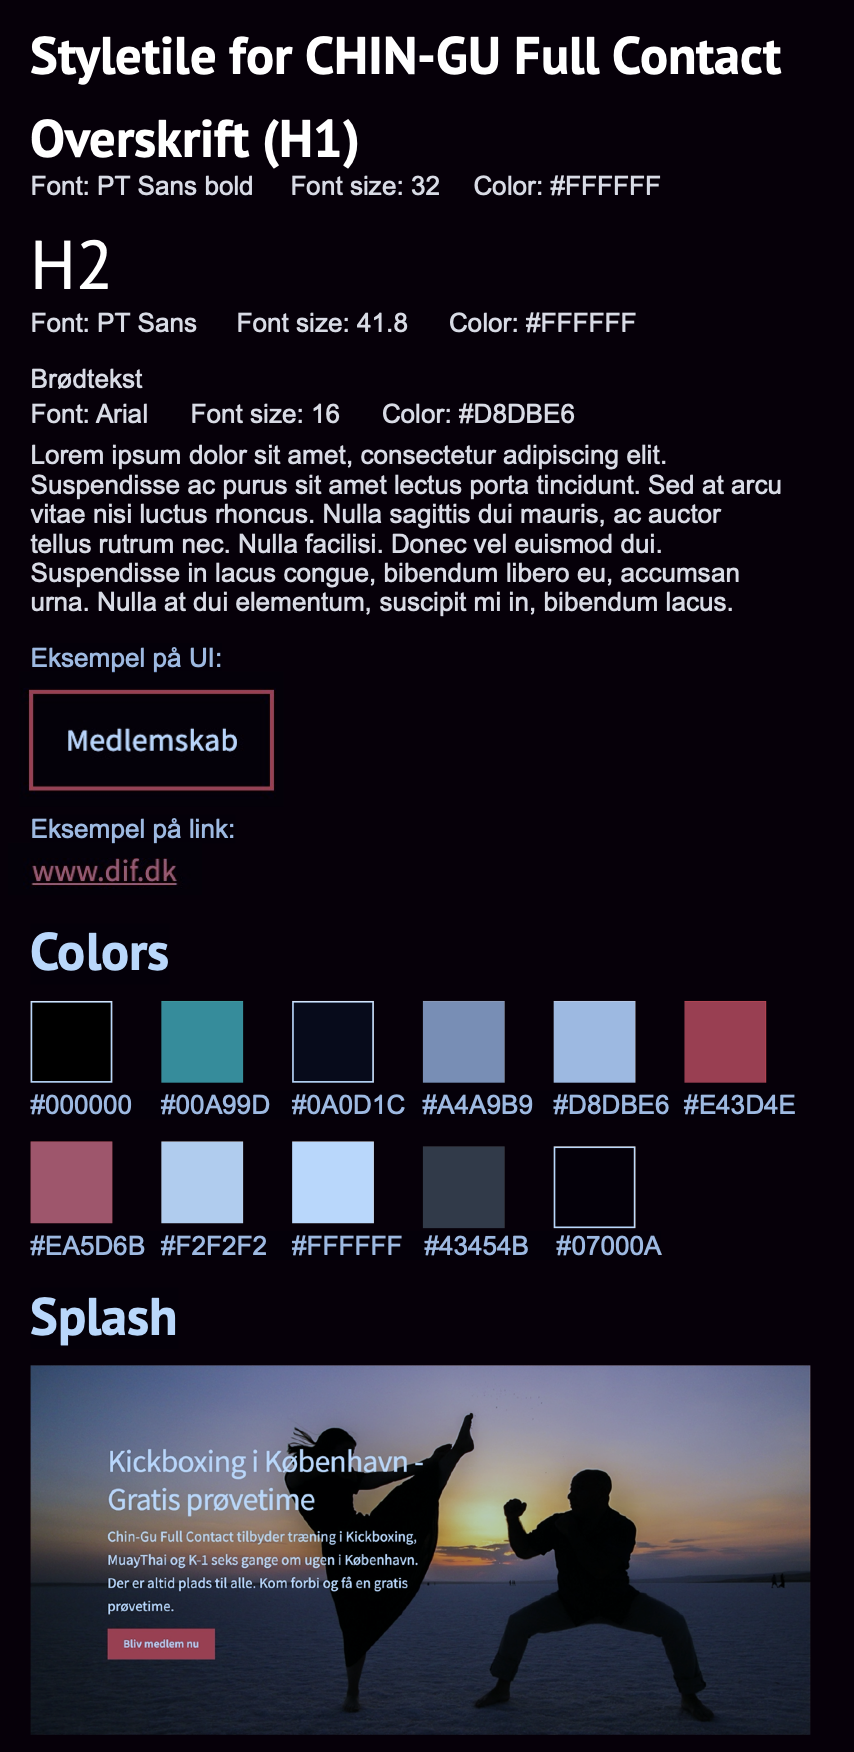 Styletile for CHIN-GU Full Contact
Overskrift (H1)
Font: PT Sans bold Font size: 32 Color: #FFFFFF
H2
Font: PT Sans Font size: 41.8 Color: #FFFFFF
Brødtekst
Font: Arial Font size: 16 Color: #D8DBE6
Lorem ipsum dolor sit amet, consectetur adipiscing elit.
Suspendisse ac purus sit amet lectus porta tincidunt. Sed at arcu
vitae nisi luctus rhoncus. Nulla sagittis dui mauris, ac auctor
tellus rutrum nec. Nulla facilisi. Donec vel euismod dui.
Suspendisse in lacus congue, bibendum libero eu, accumsan
urna. Nulla at dui elementum, suscipit mi in, bibendum lacus.
Eksempel på UI:
Medlemskab
Eksempel på link:
www.dif.dk
Colors
#000000 #00A99D #0A0D1C #A4A9B9 #D8DBE6 #E43D4E
#EA5D6B #F2F2F2 #FFFFFF #43454B #07000A
Splash
Kickboxing i København -
Gratis prøvetime
Chin-Gu Full Contact tilbyder træning i Kickboxing,
MuayThai og K-1 seks gange om ugen i København.
Der er altid plads til alle. Kom forbi og få en gratis
prøvetime.
Bliv medlem nu